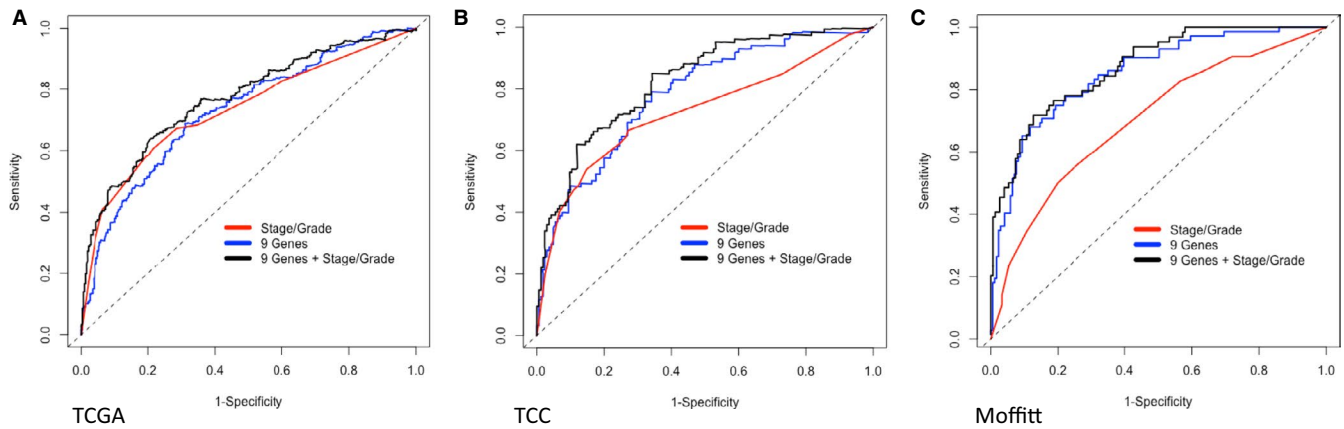 A
Sensitivity
1.0
0.8
0.6
0.4
0.2
0.0
Stage/Grade
9 Genes
9 Genes + Stage/Grade
0.0 0.2 0.4 0.6 0.8 1.0
1-Specificity
TCGA
B
Sensitivity
1.0
0.8
0.6
0.4
0.2
0.0
Stage/Grade
9 Genes
9 Genes + Stage/Grade
0.0 0.2 0.4 0.6 0.8 1.0
1-Specificity
TCC
C
Sensitivity
1.0
0.8
0.6
0.4
0.2
0.0
Stage/Grade
9 Genes
9 Genes + Stage/Grade
0.0 0.2 0.4 0.6 0.8 1.0
1-Specificity
Moffitt